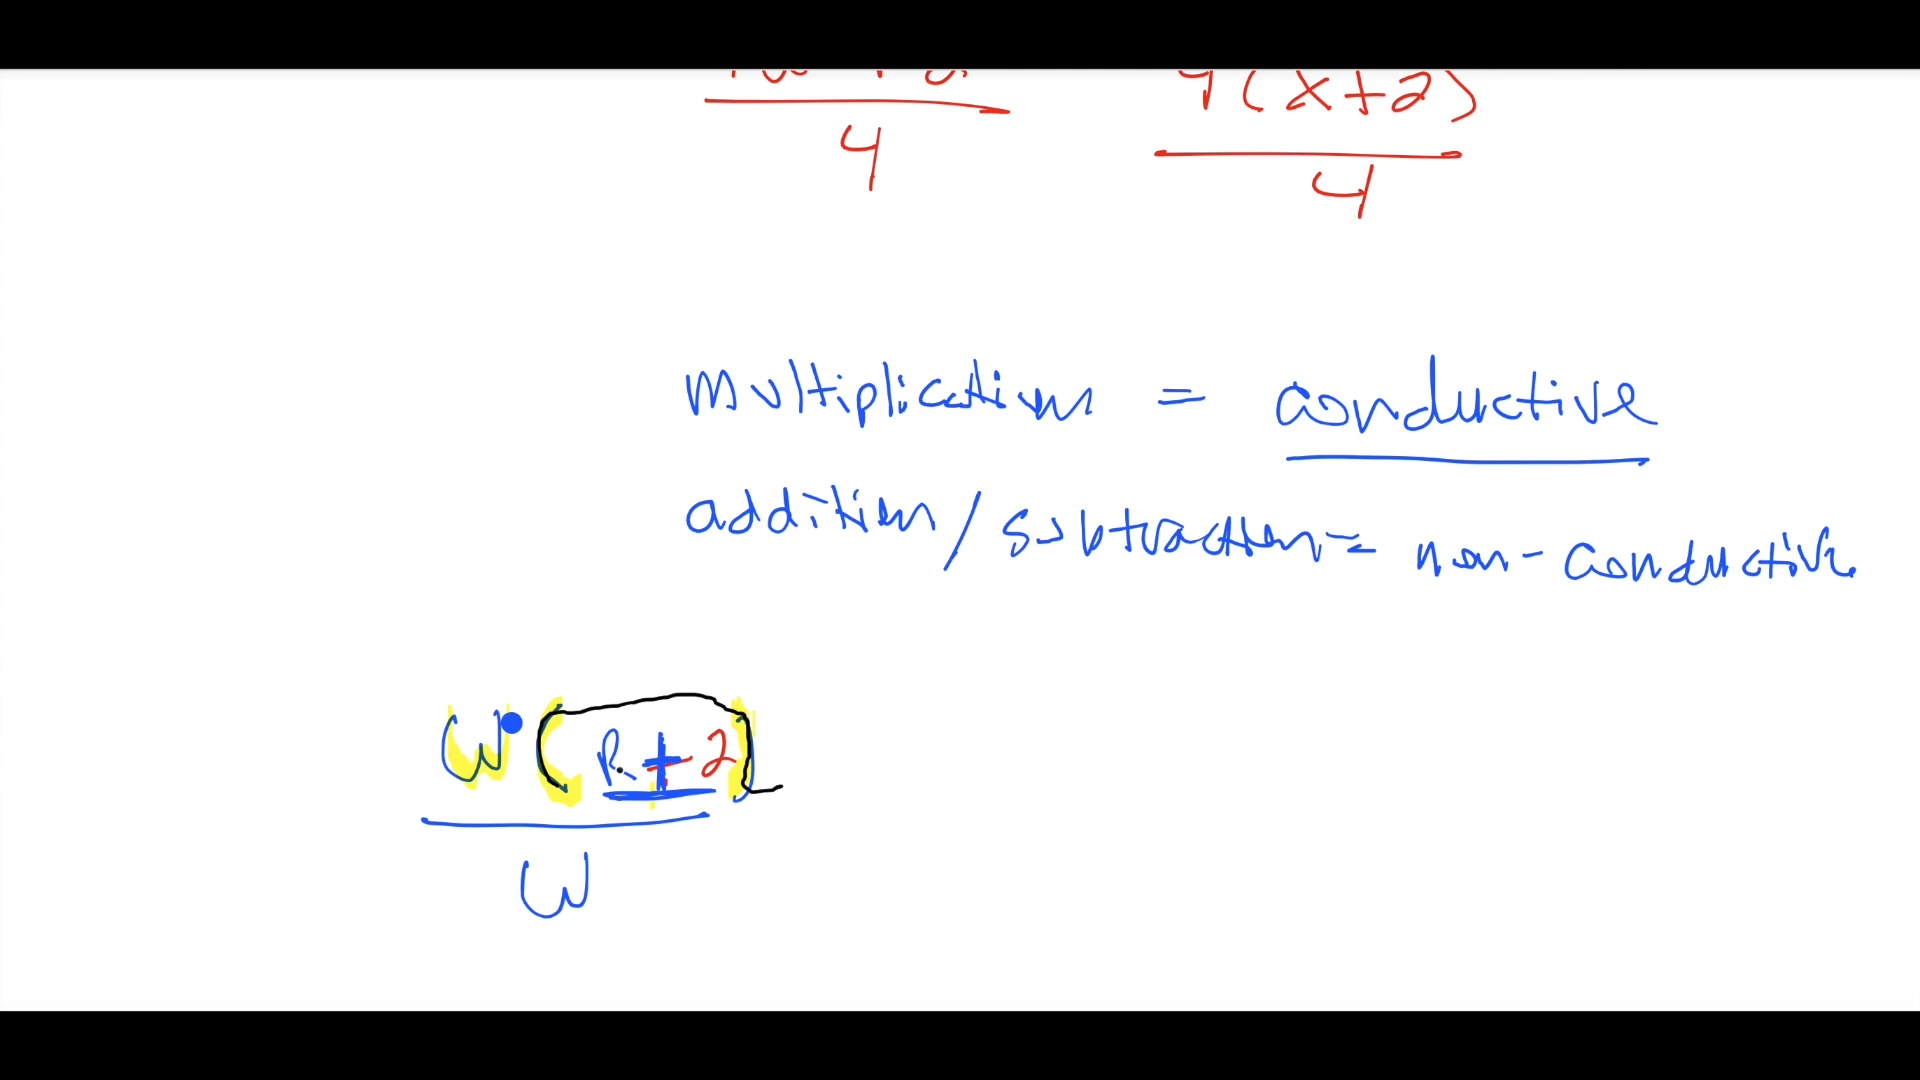 4(x+2)
4
4
multiplication = conductive
addition/subtraction = non-conductive
W·(R+2)
W